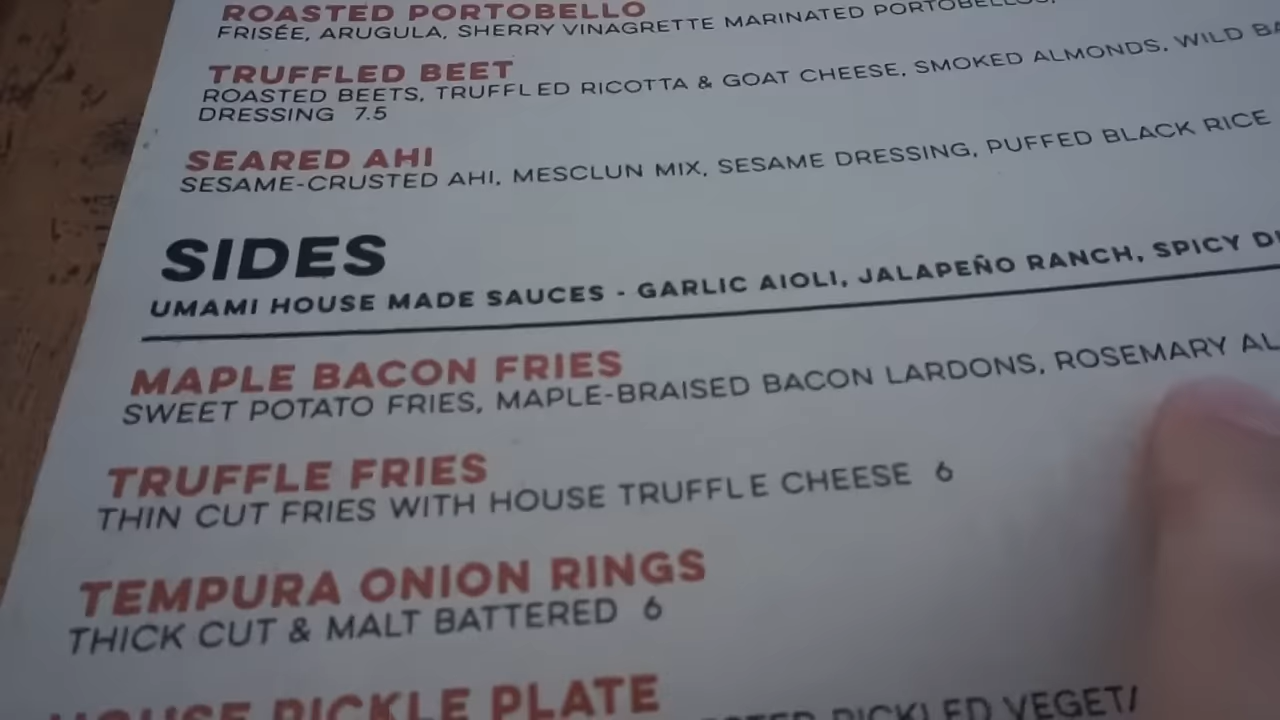 ROASTED PORTOBELLO
FRISÉE, ARUGULA, SHERRY VINAGRETTE MARINATED
TRUFFLED BEET
ROASTED BEETS, TRUFFLED RICOTTA & GOAT CHEESE, SMOKED ALMONDS, WILD
DRESSING 7.5
SEARED AHI
SESAME-CRUSTED AHI, MESCLUN MIX, SESAME DRESSING, PUFFED BLACK RICE
SIDES
UMAMI HOUSE MADE SAUCES - GARLIC AIOLI, JALAPEÑO RANCH, SPICY
MAPLE BACON FRIES
SWEET POTATO FRIES, MAPLE-BRAISED BACON LARDONS, ROSEMARY
TRUFFLE FRIES
THIN CUT FRIES WITH HOUSE TRUFFLE CHEESE 6
TEMPURA ONION RINGS
THICK CUT & MALT BATTERED 6
HOUSE PICKLE PLATE
PICKLED